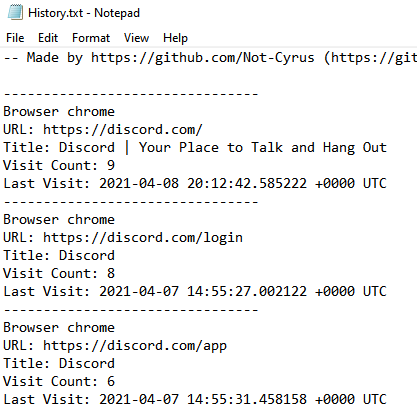 History.txt - Notepad
File Edit Format View Help
-- Made by https://github.com/Not-Cyrus (https://git
--------------------------------
Browser chrome
URL: https://discord.com/
Title: Discord | Your Place to Talk and Hang Out
Visit Count: 9
Last Visit: 2021-04-08 20:12:42.585222 +0000 UTC
--------------------------------
Browser chrome
URL: https://discord.com/login
Title: Discord
Visit Count: 8
Last Visit: 2021-04-07 14:55:27.002122 +0000 UTC
--------------------------------
Browser chrome
URL: https://discord.com/app
Title: Discord
Visit Count: 6
Last Visit: 2021-04-07 14:55:31.458158 +0000 UTC